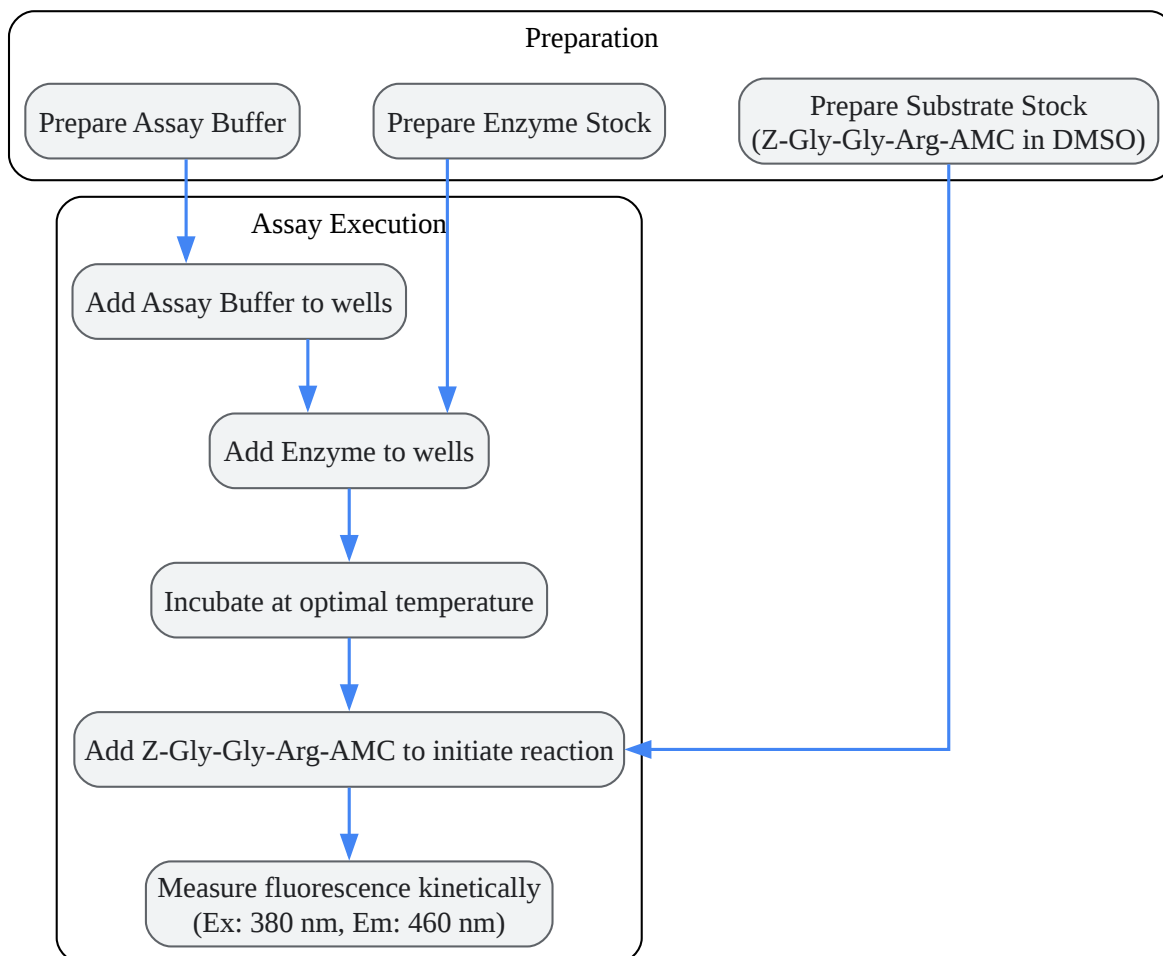 Preparation
Prepare Assay Buffer
Prepare Enzyme Stock
Prepare Substrate Stock
(Z-Gly-Gly-Arg-AMC in DMSO)
Assay Execution
Add Assay Buffer to wells
Add Enzyme to wells
Incubate at optimal temperature
Add Z-Gly-Gly-Arg-AMC to initiate reaction
Measure fluorescence kinetically
(Ex: 380 nm, Em: 460 nm)